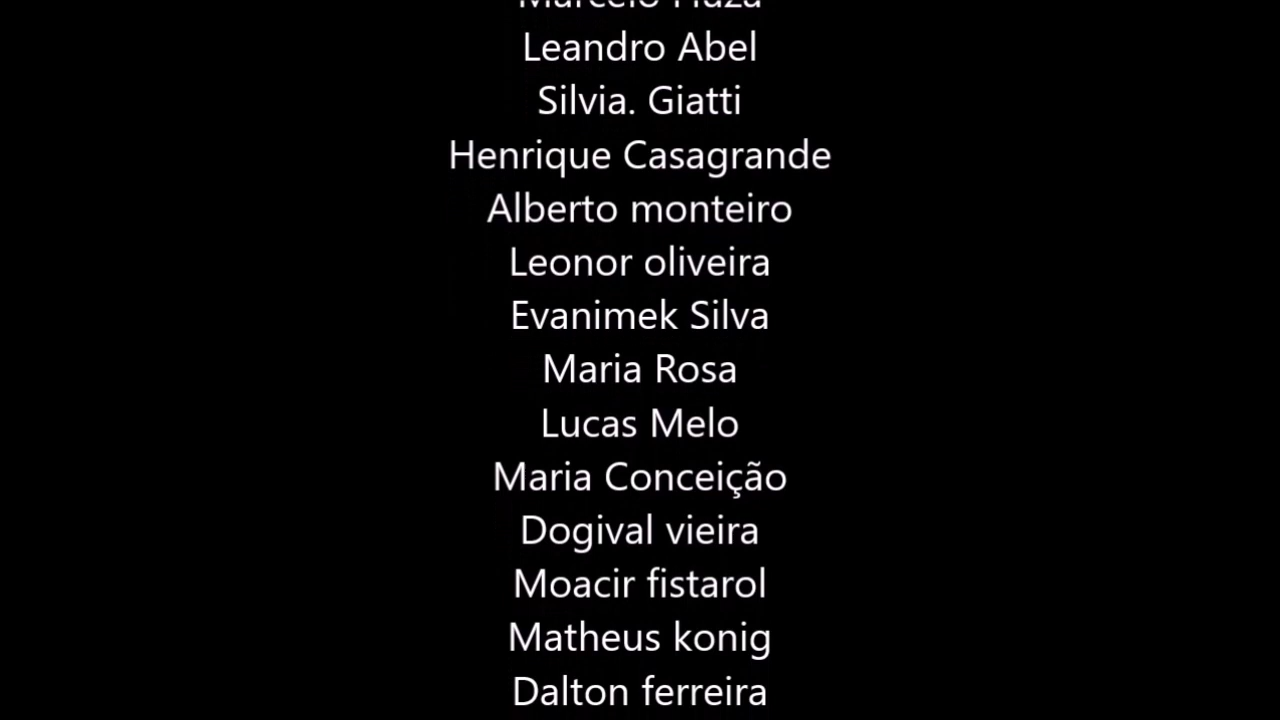 Marcelo
Leandro Abel
Silvia. Giatti
Henrique Casagrande
Alberto monteiro
Leonor oliveira
Evanimek Silva
Maria Rosa
Lucas Melo
Maria Conceição
Dogival vieira
Moacir fistarol
Matheus konig
Dalton ferreira